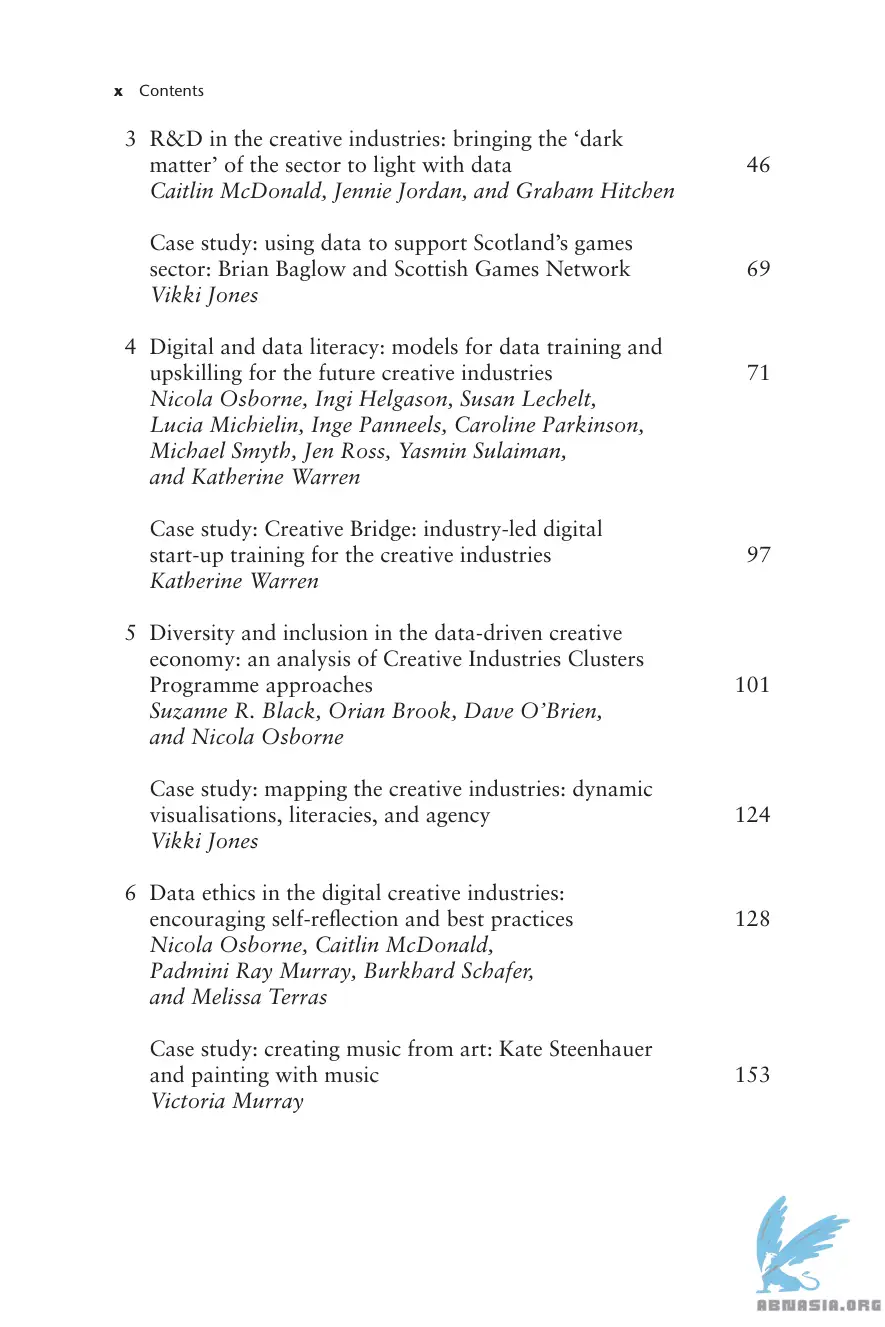 x Contents
3 R&D in the creative industries: bringing the ‘dark
matter’ of the sector to light with data 46
Caitlin McDonald, Jennie Jordan, and Graham Hitchen
Case study: using data to support Scotland’s games
sector: Brian Baglow and Scottish Games Network 69
Vikki Jones
4 Digital and data literacy: models for data training and
upskilling for the future creative industries 71
Nicola Osborne, Ingi Helgason, Susan Lechelt,
Lucia Michielin, Inge Panneels, Caroline Parkinson,
Michael Smyth, Jen Ross, Yasmin Sulaiman,
and Katherine Warren
Case study: Creative Bridge: industry-led digital
start-up training for the creative industries 97
Katherine Warren
5 Diversity and inclusion in the data-driven creative
economy: an analysis of Creative Industries Clusters
Programme approaches 101
Suzanne R. Black, Orian Brook, Dave O’Brien,
and Nicola Osborne
Case study: mapping the creative industries: dynamic
visualisations, literacies, and agency 124
Vikki Jones
6 Data ethics in the digital creative industries:
encouraging self-reflection and best practices 128
Nicola Osborne, Caitlin McDonald,
Padmini Ray Murray, Burkhard Schafer,
and Melissa Terras
Case study: creating music from art: Kate Steenhauer
and painting with music 153
Victoria Murray
ABNASIA.ORG